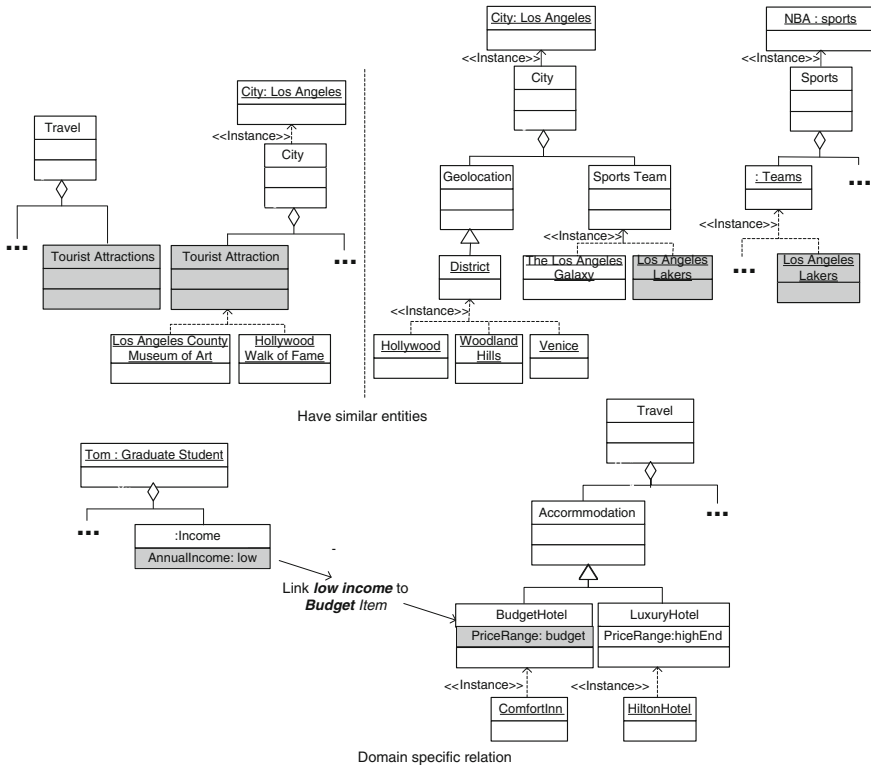 City: Los Angeles
<<Instance>>
City
Travel
Tourist Attractions
Tourist Attraction
...
...
Los Angeles County
Museum of Art
Hollywood
Walk of Fame
City: Los Angeles
<<Instance>>
City
Geolocation
Sports Team
<<Instance>>
District
The Los Angeles
Galaxy
Los Angeles
Lakers
<<Instance>>
Hollywood
Woodland
Hills
Venice
NBA : sports
<<Instance>>
Sports
: Teams
...
<<Instance>>
...
Los Angeles
Lakers
Have similar entities
Tom : Graduate Student
...
:Income
AnnualIncome: low
-
Link low income to
Budget Item
Travel
Accormmodation
...
BudgetHotel
PriceRange: budget
LuxuryHotel
PriceRange:highEnd
<<Instance>>
<<Instance>>
ComfortInn
HiltonHotel
Domain specific relation